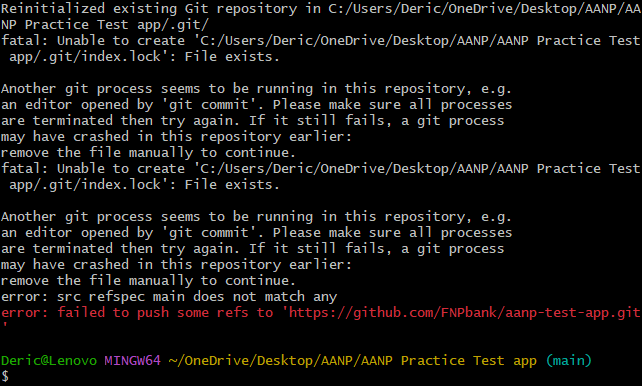 Reinitialized existing Git repository in C:/Users/Deric/OneDrive/Desktop/AANP/AA
NP Practice Test app/.git/
fatal: Unable to create 'C:/Users/Deric/OneDrive/Desktop/AANP/AANP Practice Test
 app/.git/index.lock': File exists.

Another git process seems to be running in this repository, e.g.
an editor opened by 'git commit'. Please make sure all processes
are terminated then try again. If it still fails, a git process
may have crashed in this repository earlier:
remove the file manually to continue.
fatal: Unable to create 'C:/Users/Deric/OneDrive/Desktop/AANP/AANP Practice Test
 app/.git/index.lock': File exists.

Another git process seems to be running in this repository, e.g.
an editor opened by 'git commit'. Please make sure all processes
are terminated then try again. If it still fails, a git process
may have crashed in this repository earlier:
remove the file manually to continue.
error: src refspec main does not match any
error: failed to push some refs to 'https://github.com/FNPbank/aanp-test-app.git
'

Deric@Lenovo MINGW64 ~/OneDrive/Desktop/AANP/AANP Practice Test app (main)
$